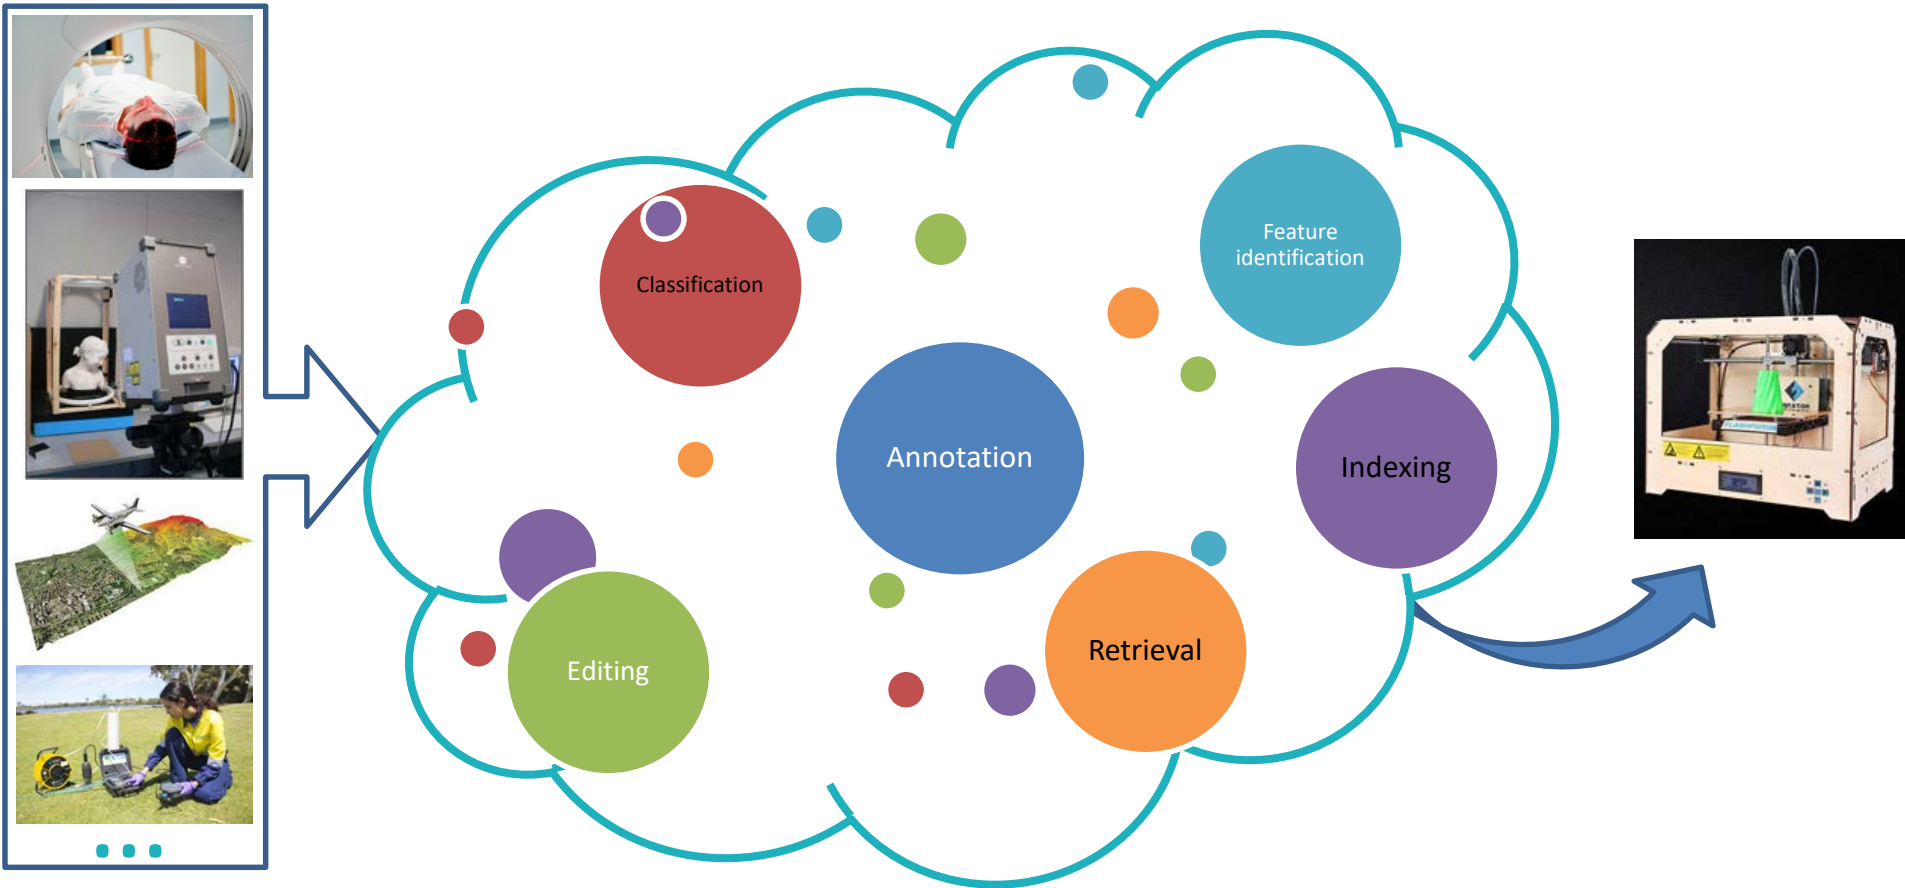 Classification
Feature
identification
Annotation
Indexing
Retrieval
Editing